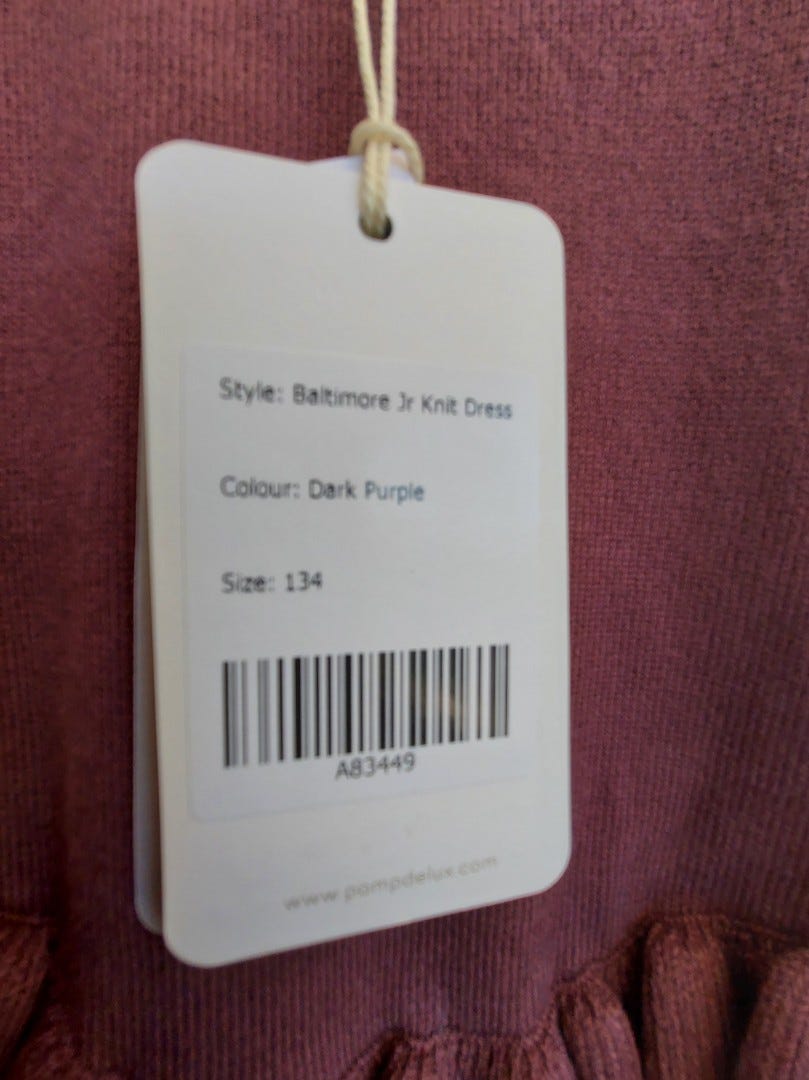 Style: Baltimore Jr Knit Dress
Colour: Dark Purple
Size: 134
A83449
www.pompdelux.com